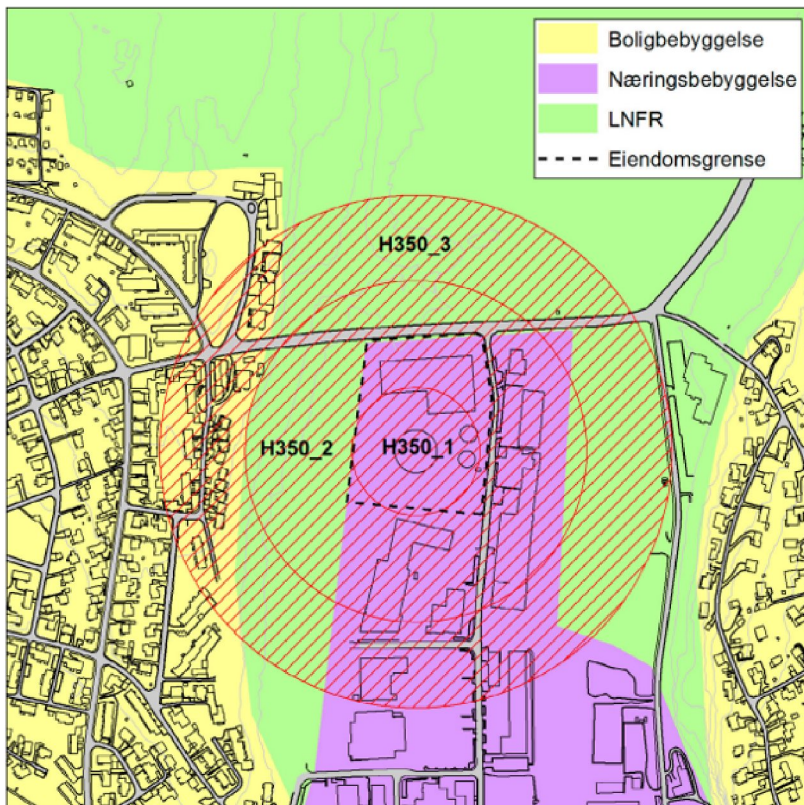 Boligbebyggelse
Næringsbebyggelse
LNFR
Eiendomsgrense
H350_3
H350_2
H350_1